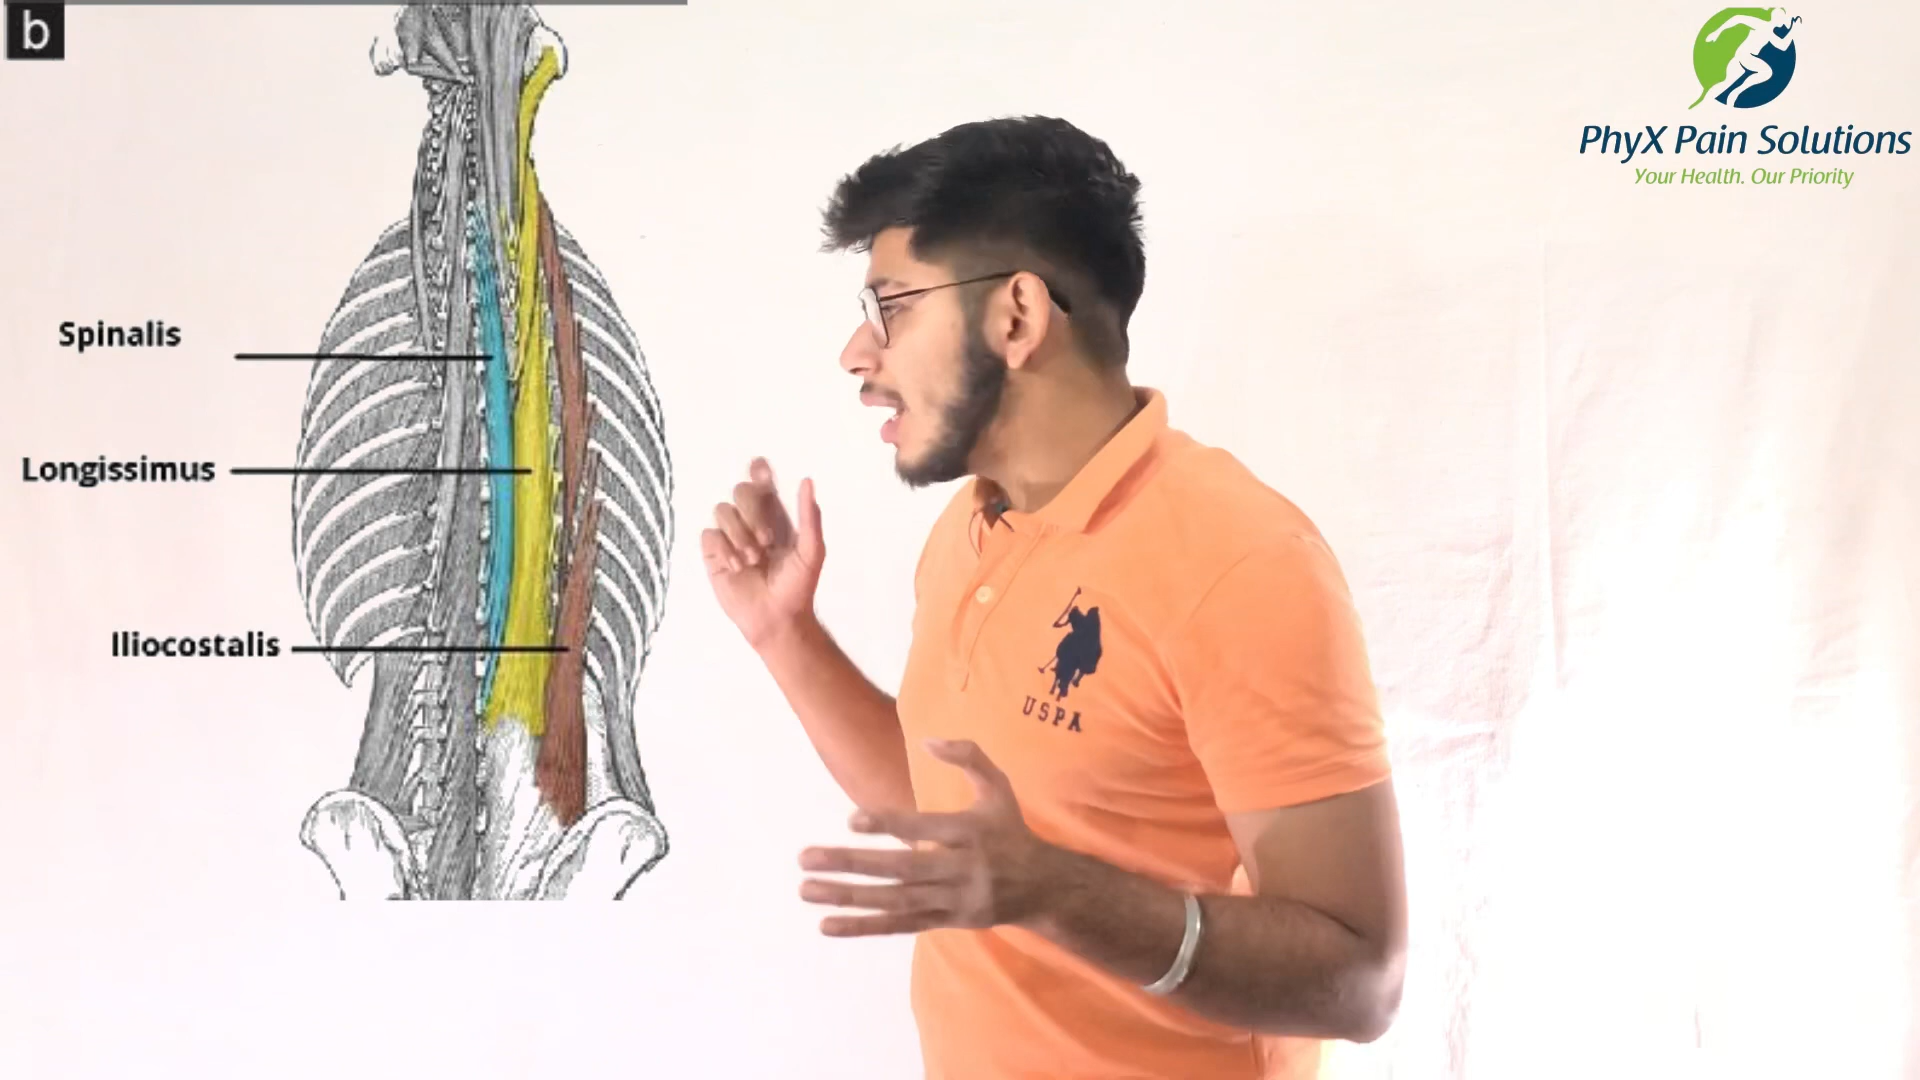 b
PhyX Pain Solutions
Your Health. Our Priority
Spinalis
Longissimus
Iliocostalis
USPA